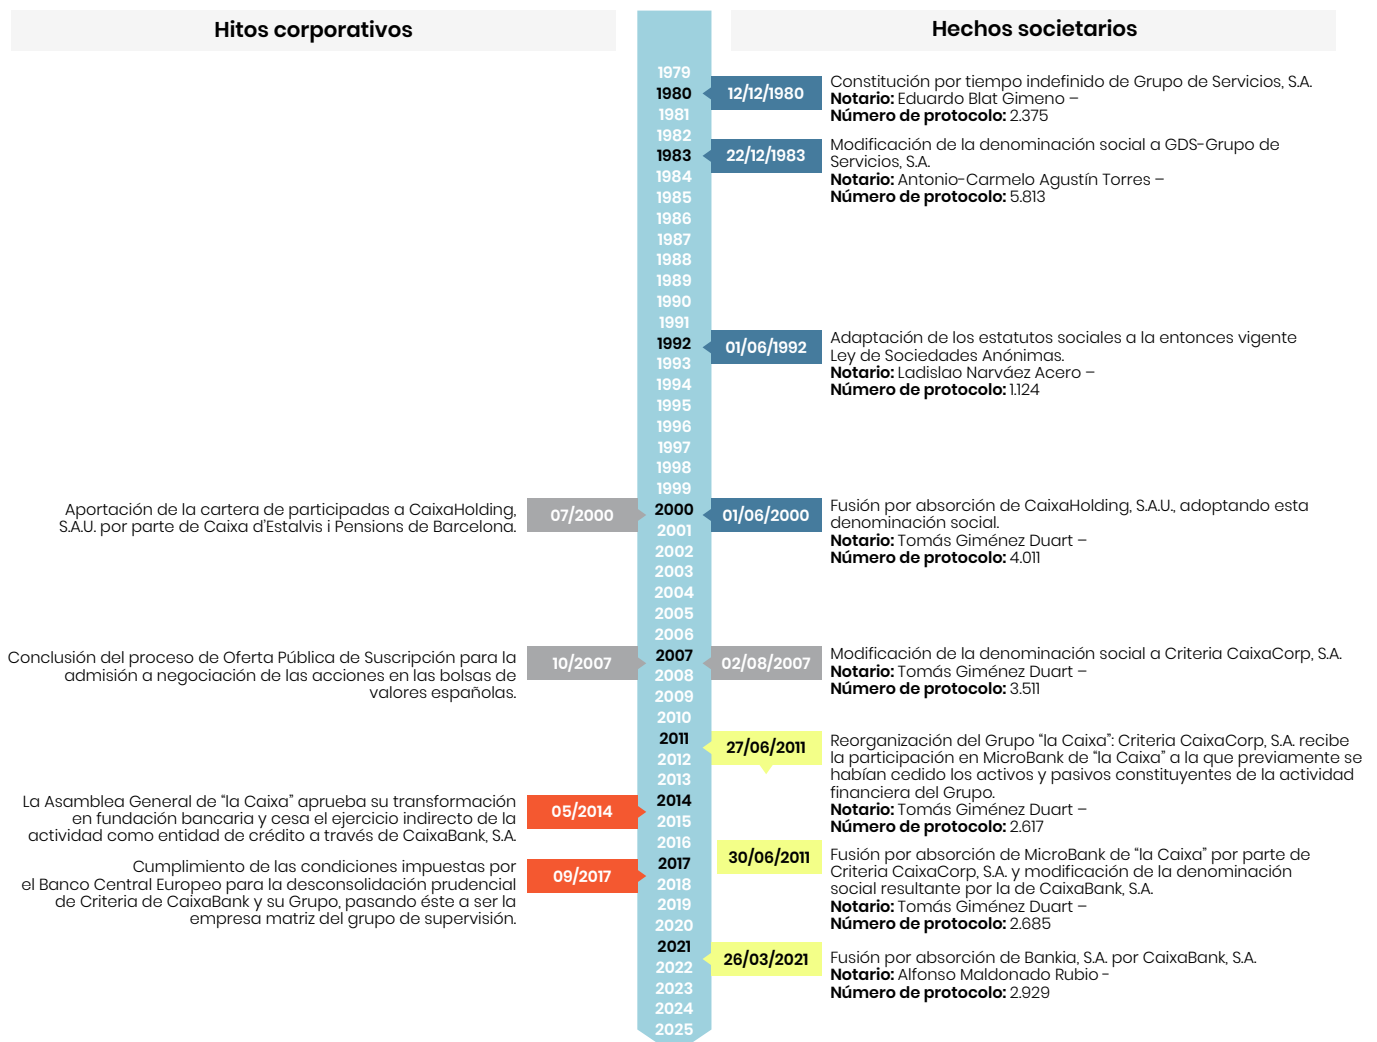 Hitos corporativos
Hechos societarios
1979
1980
1981
1982
1983
1984
1985
1986
1987
1988
1989
1990
1991
1992
1993
1994
1995
1996
1997
1998
1999
2000
2001
2002
2003
2004
2005
2006
2007
2008
2009
2010
2011
2012
2013
2014
2015
2016
2017
2018
2019
2020
2021
2022
2023
2024
2025
07/2000
Aportación de la cartera de participadas a CaixaHolding,
S.A.U. por parte de Caixa d'Estalvis i Pensions de Barcelona.
10/2007
Conclusión del proceso de Oferta Pública de Suscripción para la
admisión a negociación de las acciones en las bolsas de
valores españolas.
05/2014
La Asamblea General de “la Caixa” aprueba su transformación
en fundación bancaria y cesa el ejercicio indirecto de la
actividad como entidad de crédito a través de CaixaBank, S.A.
09/2017
Cumplimiento de las condiciones impuestas por
el Banco Central Europeo para la desconsolidación prudencial
de Criteria de CaixaBank y su Grupo, pasando éste a ser la
empresa matriz del grupo de supervisión.
12/12/1980
Constitución por tiempo indefinido de Grupo de Servicios, S.A.
Notario: Eduardo Blat Gimeno –
Número de protocolo: 2.375
22/12/1983
Modificación de la denominación social a GDS-Grupo de
Servicios, S.A.
Notario: Antonio-Carmelo Agustín Torres –
Número de protocolo: 5.813
01/06/1992
Adaptación de los estatutos sociales a la entonces vigente
Ley de Sociedades Anónimas.
Notario: Ladislao Narváez Acero –
Número de protocolo: 1.124
01/06/2000
Fusión por absorción de CaixaHolding, S.A.U., adoptando esta
denominación social.
Notario: Tomás Giménez Duart –
Número de protocolo: 4.011
02/08/2007
Modificación de la denominación social a Criteria CaixaCorp, S.A.
Notario: Tomás Giménez Duart –
Número de protocolo: 3.511
27/06/2011
Reorganización del Grupo “la Caixa”: Criteria CaixaCorp, S.A. recibe
la participación en MicroBank de “la Caixa” a la que previamente se
habían cedido los activos y pasivos constituyentes de la actividad
financiera del Grupo.
Notario: Tomás Giménez Duart –
Número de protocolo: 2.617
30/06/2011
Fusión por absorción de MicroBank de “la Caixa” por parte de
Criteria CaixaCorp, S.A. y modificación de la denominación
social resultante por la de CaixaBank, S.A.
Notario: Tomás Giménez Duart –
Número de protocolo: 2.685
26/03/2021
Fusión por absorción de Bankia, S.A. por CaixaBank, S.A.
Notario: Alfonso Maldonado Rubio -
Número de protocolo: 2.929